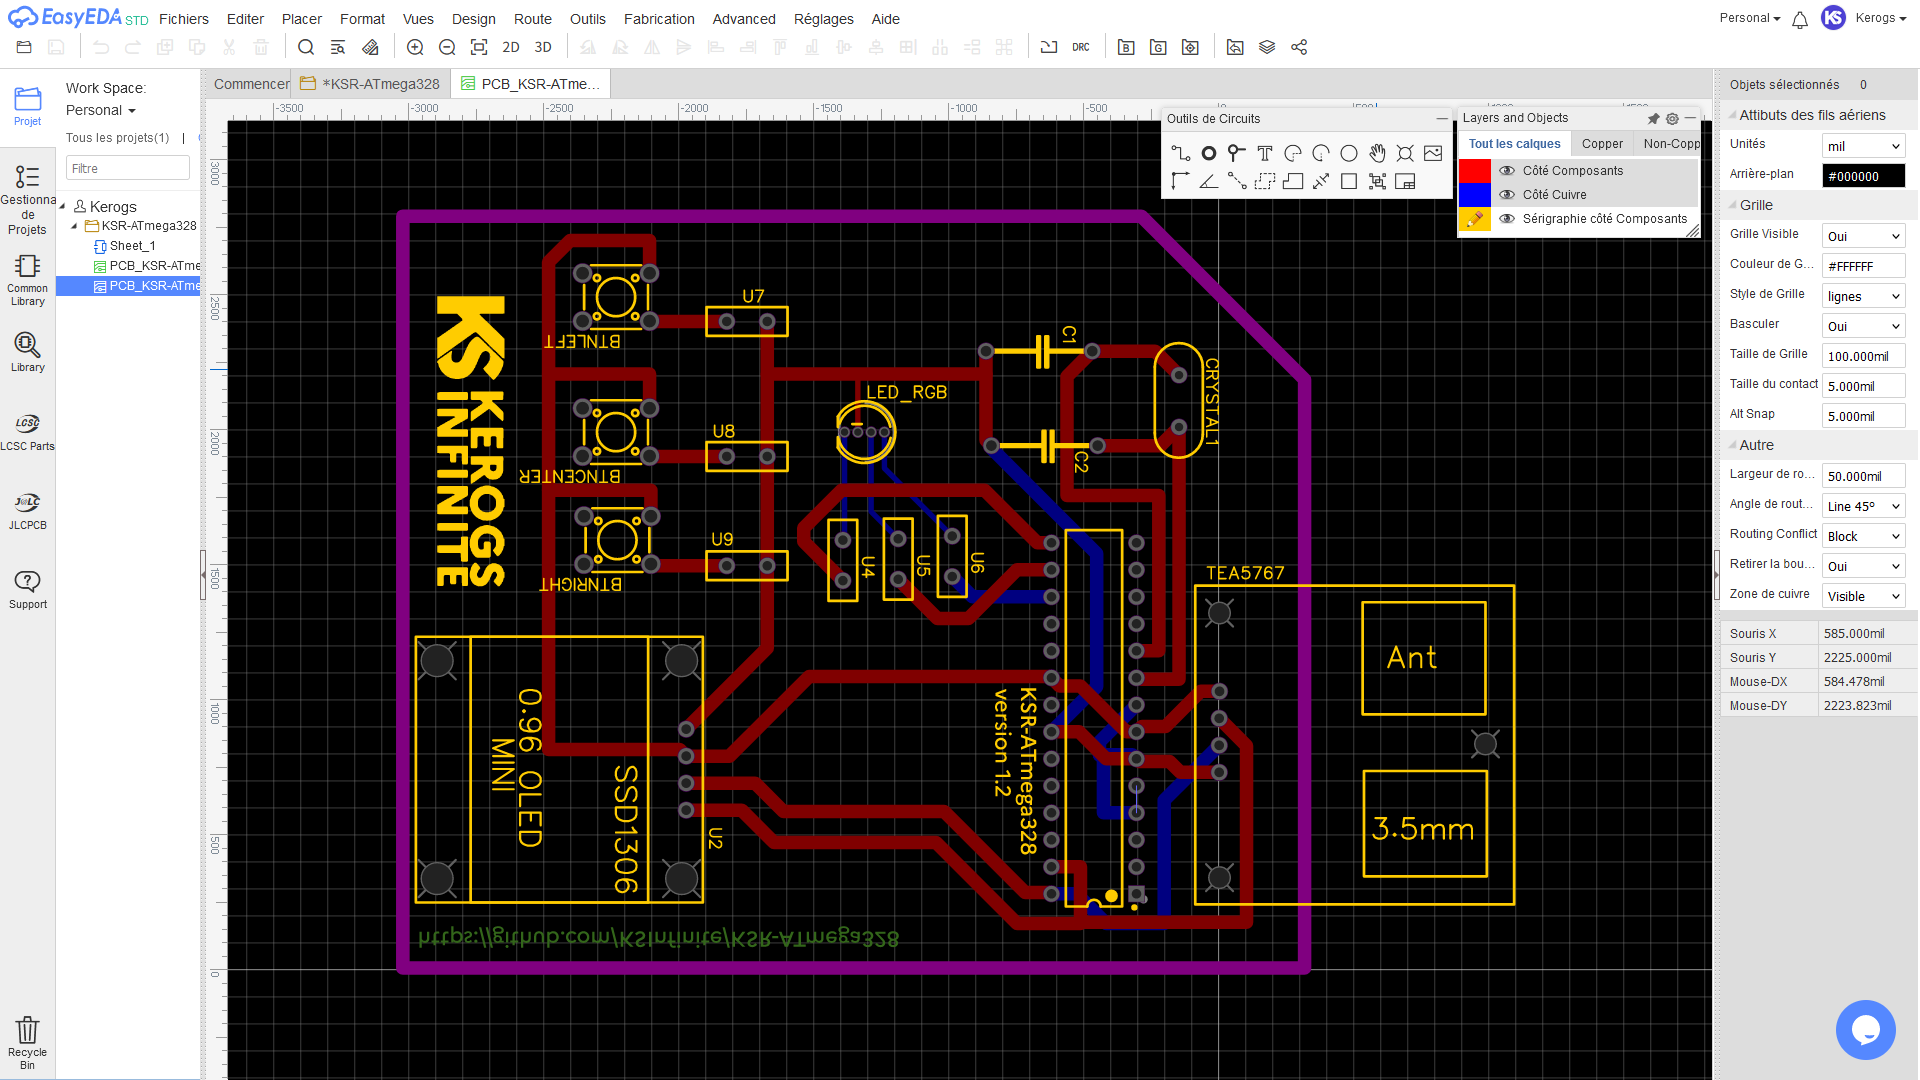 EasyEDA STD Fichiers Editer Placer Format Vues Design Route Outils Fabrication Advanced Réglages Aide Personal KS Kerogs
2D 3D DRC
Projet
Gestionna
de
Projets
Common
Library
Library
LCSC
LCSC Parts
JLCPCB
Support
Recycle
Bin
Work Space:
Personal
Tous les projets(1) |
Filtre
Kerogs
KSR-ATmega328
Sheet_1
PCB_KSR-ATme
PCB_KSR-ATme
Commencer *KSR-ATmega328 PCB_KSR-ATme...
-3500 -3000 -2500 -2000 -1500 -1000 -500
3000
2500
2000
1500
1000
500
0
Outils de Circuits
Layers and Objects
Tout les calques Copper Non-Copp
Côté Composants
Côté Cuivre
Sérigraphie côté Composants
KS KEROGS
INFINITE
BTNLEFT
BTNCENTER
BTNRIGHT
U7
U8
U9
LED_RGB
C1
C2
CRYSTAL1
U4
U5
U6
TEA5767
Ant
3.5mm
0.96 OLED
MINI
SSD1306
U2
KSR-ATmega328
version 1.2
https://github.com/KSInfinite/KSR-ATmega328
Objets sélectionnés 0
Attibuts des fils aériens
Unités mil
Arrière-plan #000000
Grille
Grille Visible Oui
Couleur de G... #FFFFFF
Style de Grille lignes
Basculer Oui
Taille de Grille 100.000mil
Taille du contact 5.000mil
Alt Snap 5.000mil
Autre
Largeur de ro... 50.000mil
Angle de rout... Line 45º
Routing Conflict Block
Retirer la bou... Oui
Zone de cuivre Visible
Souris X 585.000mil
Souris Y 2225.000mil
Mouse-DX 584.478mil
Mouse-DY 2223.823mil